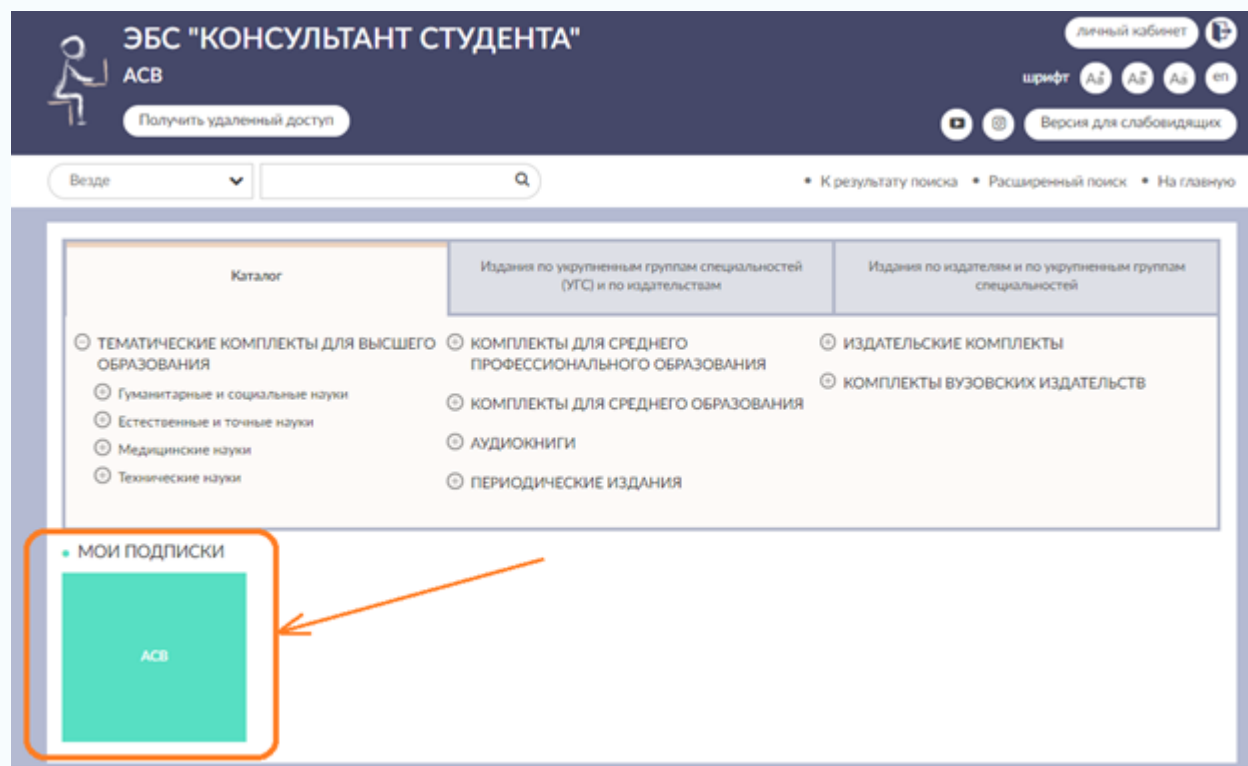 ЭБС "КОНСУЛЬТАНТ СТУДЕНТА"
АСВ
Получить удаленный доступ
личный кабинет
шрифт
en
Версия для слабовидящих
Везде
• К результату поиска • Расширенный поиск • На главную
Каталог
Издания по укрупненным группам специальностей
(УГС) и по издательствам
Издания по издателям и по укрупненным группам
специальностей
ТЕМАТИЧЕСКИЕ КОМПЛЕКТЫ ДЛЯ ВЫСШЕГО
ОБРАЗОВАНИЯ
Гуманитарные и социальные науки
Естественные и точные науки
Медицинские науки
Технические науки
КОМПЛЕКТЫ ДЛЯ СРЕДНЕГО
ПРОФЕССИОНАЛЬНОГО ОБРАЗОВАНИЯ
КОМПЛЕКТЫ ДЛЯ СРЕДНЕГО ОБРАЗОВАНИЯ
АУДИОКНИГИ
ПЕРИОДИЧЕСКИЕ ИЗДАНИЯ
ИЗДАТЕЛЬСКИЕ КОМПЛЕКТЫ
КОМПЛЕКТЫ ВУЗОВСКИХ ИЗДАТЕЛЬСТВ
• МОИ ПОДПИСКИ
АСВ